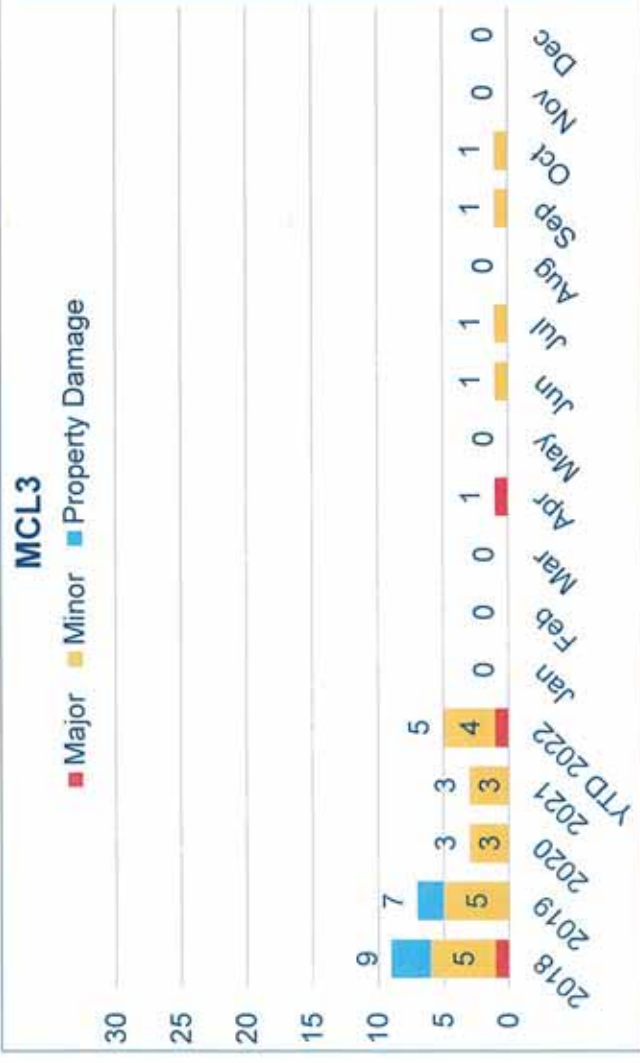 MCL3
Major Minor Property Damage
30
25
20
15
10
5
0
9 7 3 3 5 0 0 0 1 0 1 1 0 1 1 0 0
5 5 3 3 4
2018 2019 2020 2021 YTD 2022 Jan Feb Mar Apr May Jun Jul Aug Sep Oct Nov Dec